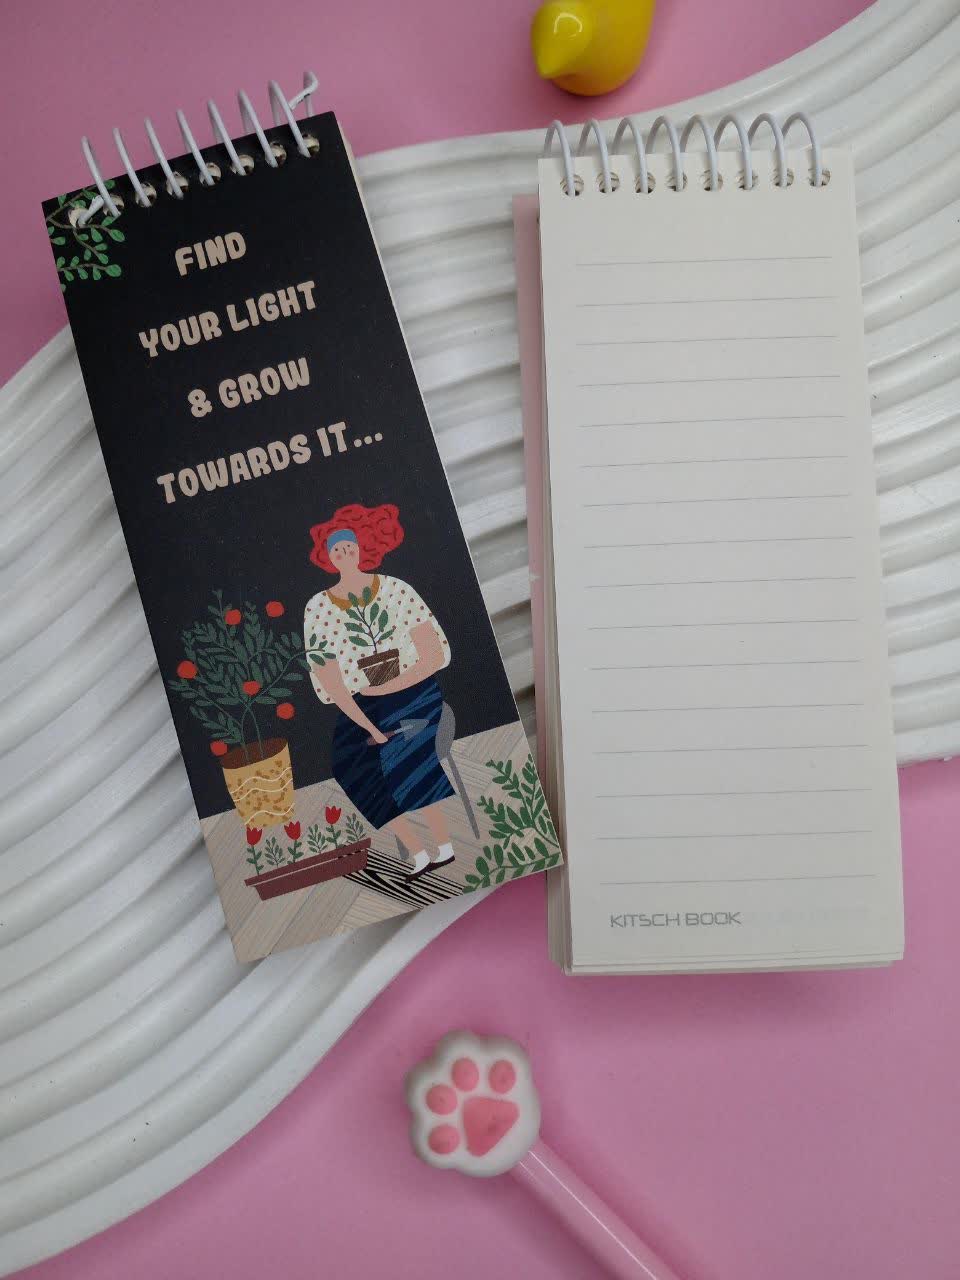 FIND
YOUR LIGHT
& GROW
TOWARDS IT...
KITSCH BOOK